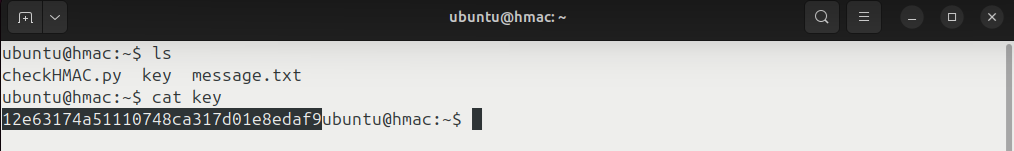 ubuntu@hmac: ~
ubuntu@hmac:~$ ls
checkHMAC.py  key  message.txt
ubuntu@hmac:~$ cat key
12e63174a51110748ca317d01e8edaf9ubuntu@hmac:~$